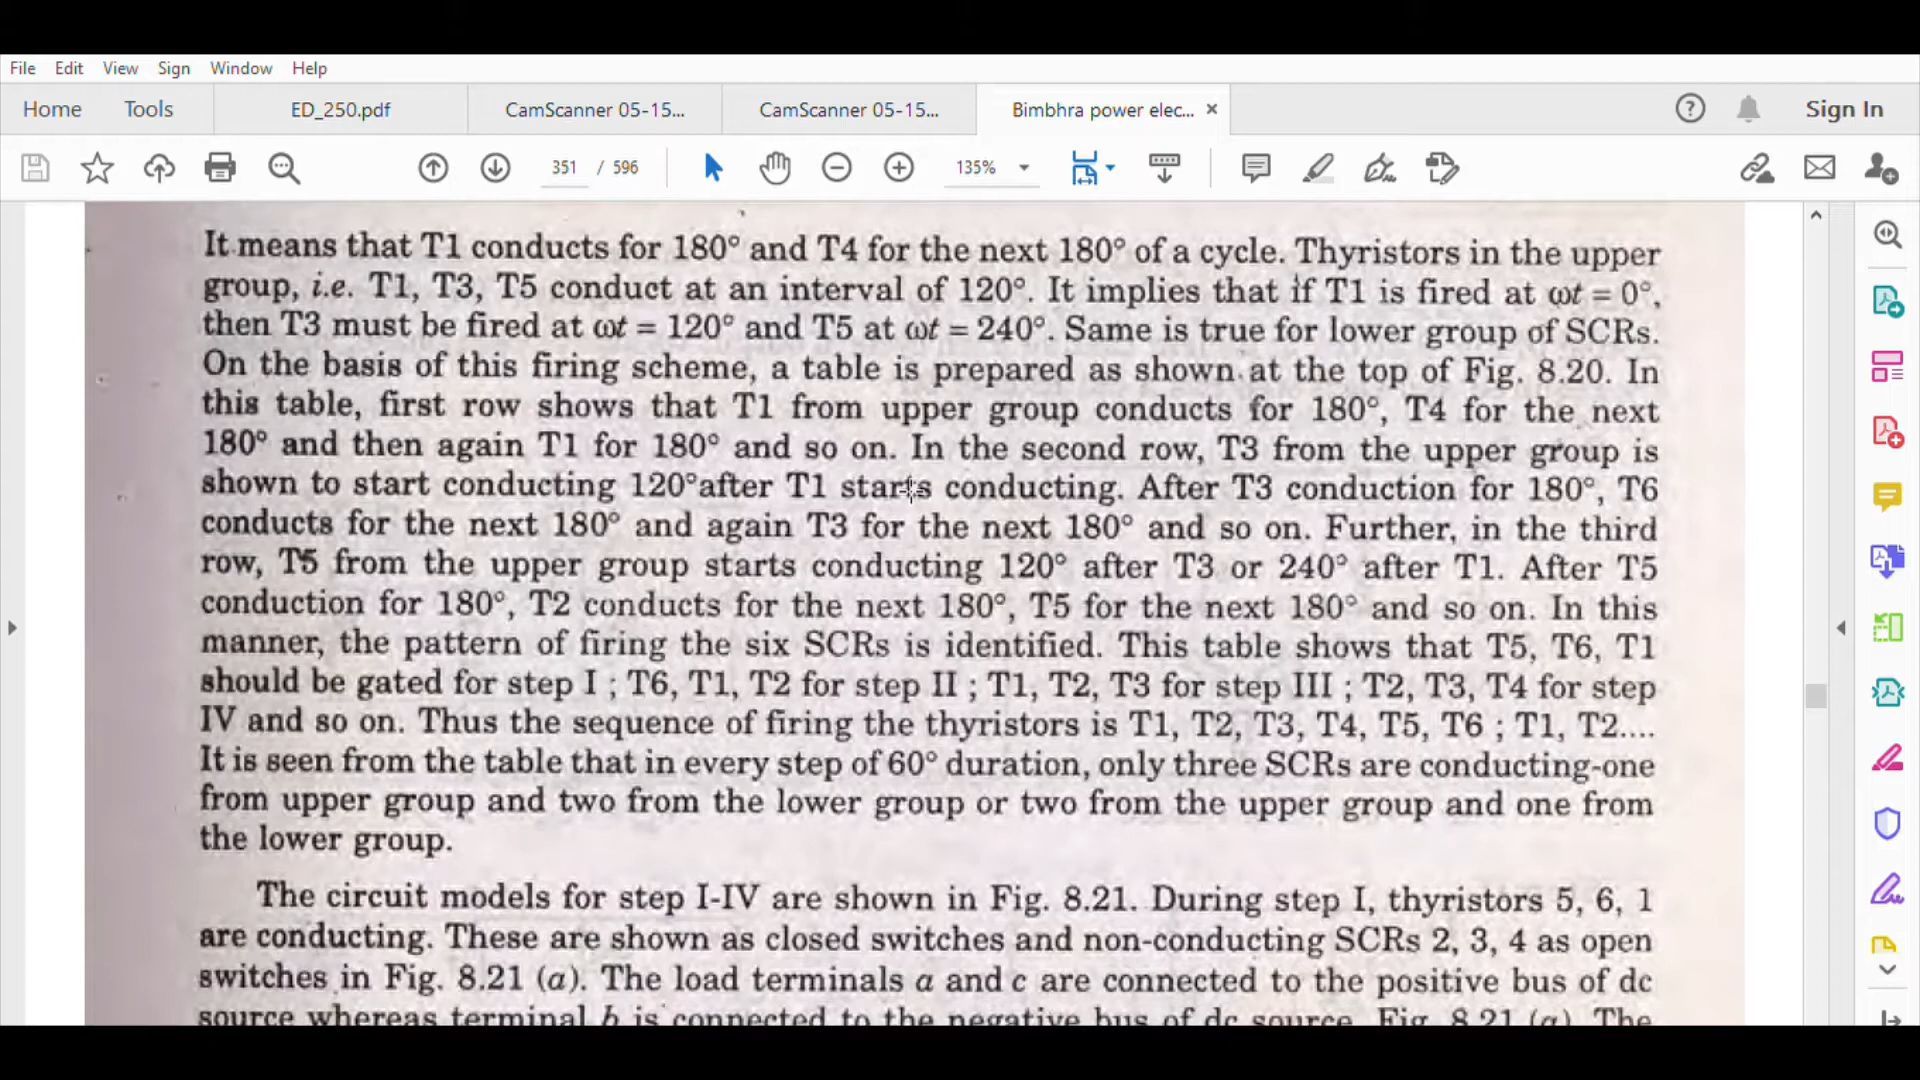 File Edit View Sign Window Help
Home Tools ED_250.pdf CamScanner 05-15... CamScanner 05-15... Bimbhra power elec... × Sign In
351 / 596 135%
It means that T1 conducts for 180° and T4 for the next 180° of a cycle. Thyristors in the upper
group, i.e. T1, T3, T5 conduct at an interval of 120°. It implies that if T1 is fired at ωt = 0°,
then T3 must be fired at ωt = 120° and T5 at ωt = 240°. Same is true for lower group of SCRs.
On the basis of this firing scheme, a table is prepared as shown at the top of Fig. 8.20. In
this table, first row shows that T1 from upper group conducts for 180°, T4 for the next
180° and then again T1 for 180° and so on. In the second row, T3 from the upper group is
shown to start conducting 120°after T1 starts conducting. After T3 conduction for 180°, T6
conducts for the next 180° and again T3 for the next 180° and so on. Further, in the third
row, T5 from the upper group starts conducting 120° after T3 or 240° after T1. After T5
conduction for 180°, T2 conducts for the next 180°, T5 for the next 180° and so on. In this
manner, the pattern of firing the six SCRs is identified. This table shows that T5, T6, T1
should be gated for step I ; T6, T1, T2 for step II ; T1, T2, T3 for step III ; T2, T3, T4 for step
IV and so on. Thus the sequence of firing the thyristors is T1, T2, T3, T4, T5, T6 ; T1, T2....
It is seen from the table that in every step of 60° duration, only three SCRs are conducting-one
from upper group and two from the lower group or two from the upper group and one from
the lower group.
The circuit models for step I-IV are shown in Fig. 8.21. During step I, thyristors 5, 6, 1
are conducting. These are shown as closed switches and non-conducting SCRs 2, 3, 4 as open
switches in Fig. 8.21 (a). The load terminals a and c are connected to the positive bus of dc
source whereas terminal b is connected to the negative bus of dc source. Fig. 8.21 (a). The